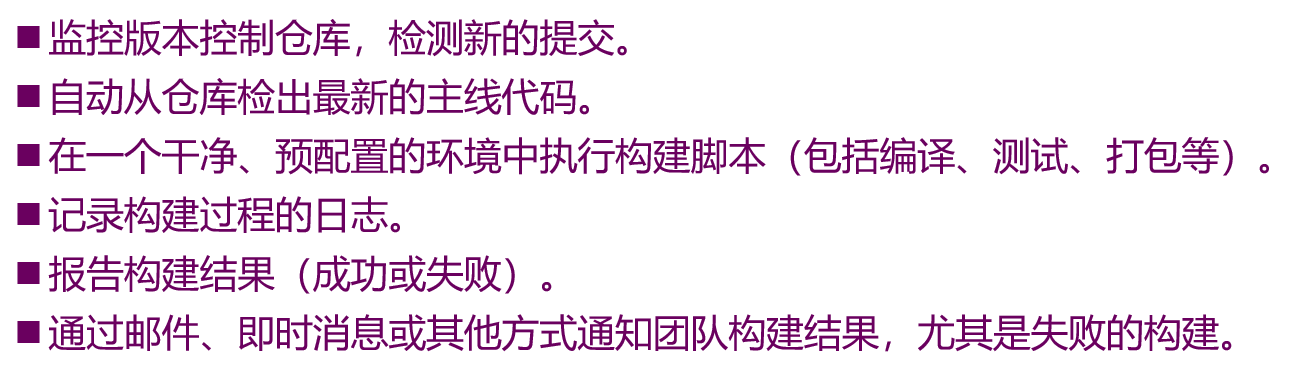 ■监控版本控制仓库，检测新的提交。
■自动从仓库检出最新的主线代码。
■在一个干净、预配置的环境中执行构建脚本（包括编译、测试、打包等）。
■记录构建过程的日志。
■报告构建结果（成功或失败）。
■通过邮件、即时消息或其他方式通知团队构建结果，尤其是失败的构建。